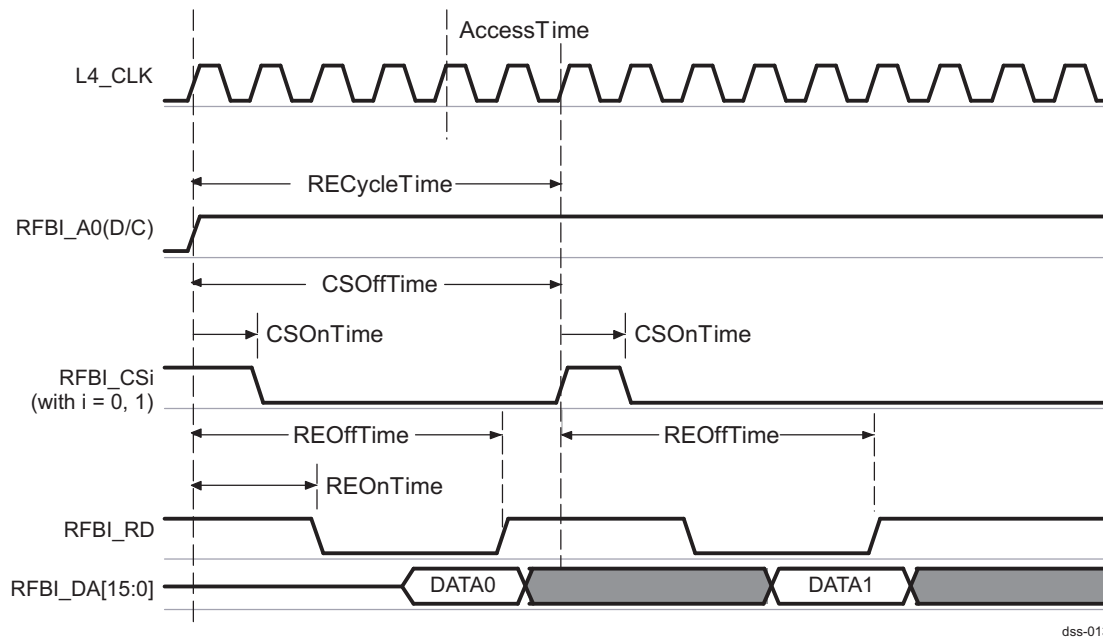 AccessTime
L4_CLK
RECycleTime
RFBI_A0(D/C)
CSOffTime
CSOnTime CSOnTime
RFBI_CSi
(with i = 0, 1)
REOffTime REOffTime
REOnTime
RFBI_RD
RFBI_DA[15:0] DATA0 DATA1